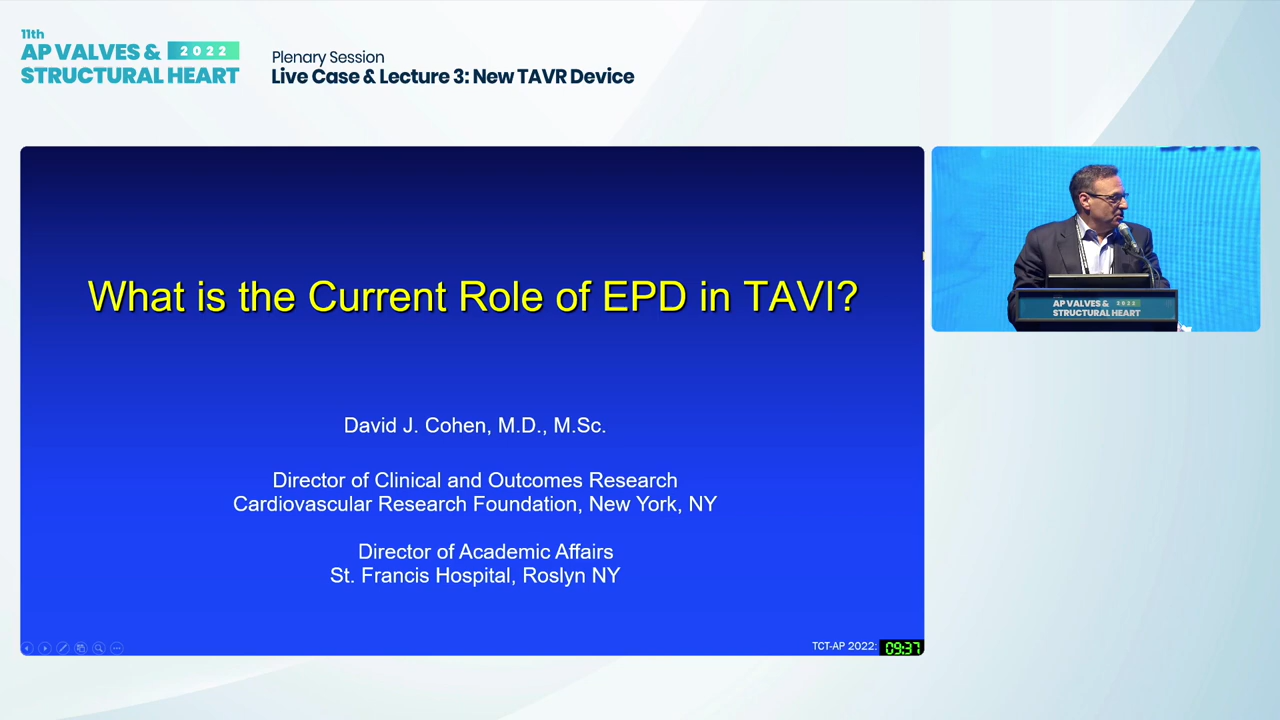 11th
AP VALVES & 2022
STRUCTURAL HEART
Plenary Session
Live Case & Lecture 3: New TAVR Device
What is the Current Role of EPD in TAVI?
David J. Cohen, M.D., M.Sc.
Director of Clinical and Outcomes Research
Cardiovascular Research Foundation, New York, NY
Director of Academic Affairs
St. Francis Hospital, Roslyn NY
TCT-AP 2022: 09:37
AP VALVES & 2022
STRUCTURAL HEART